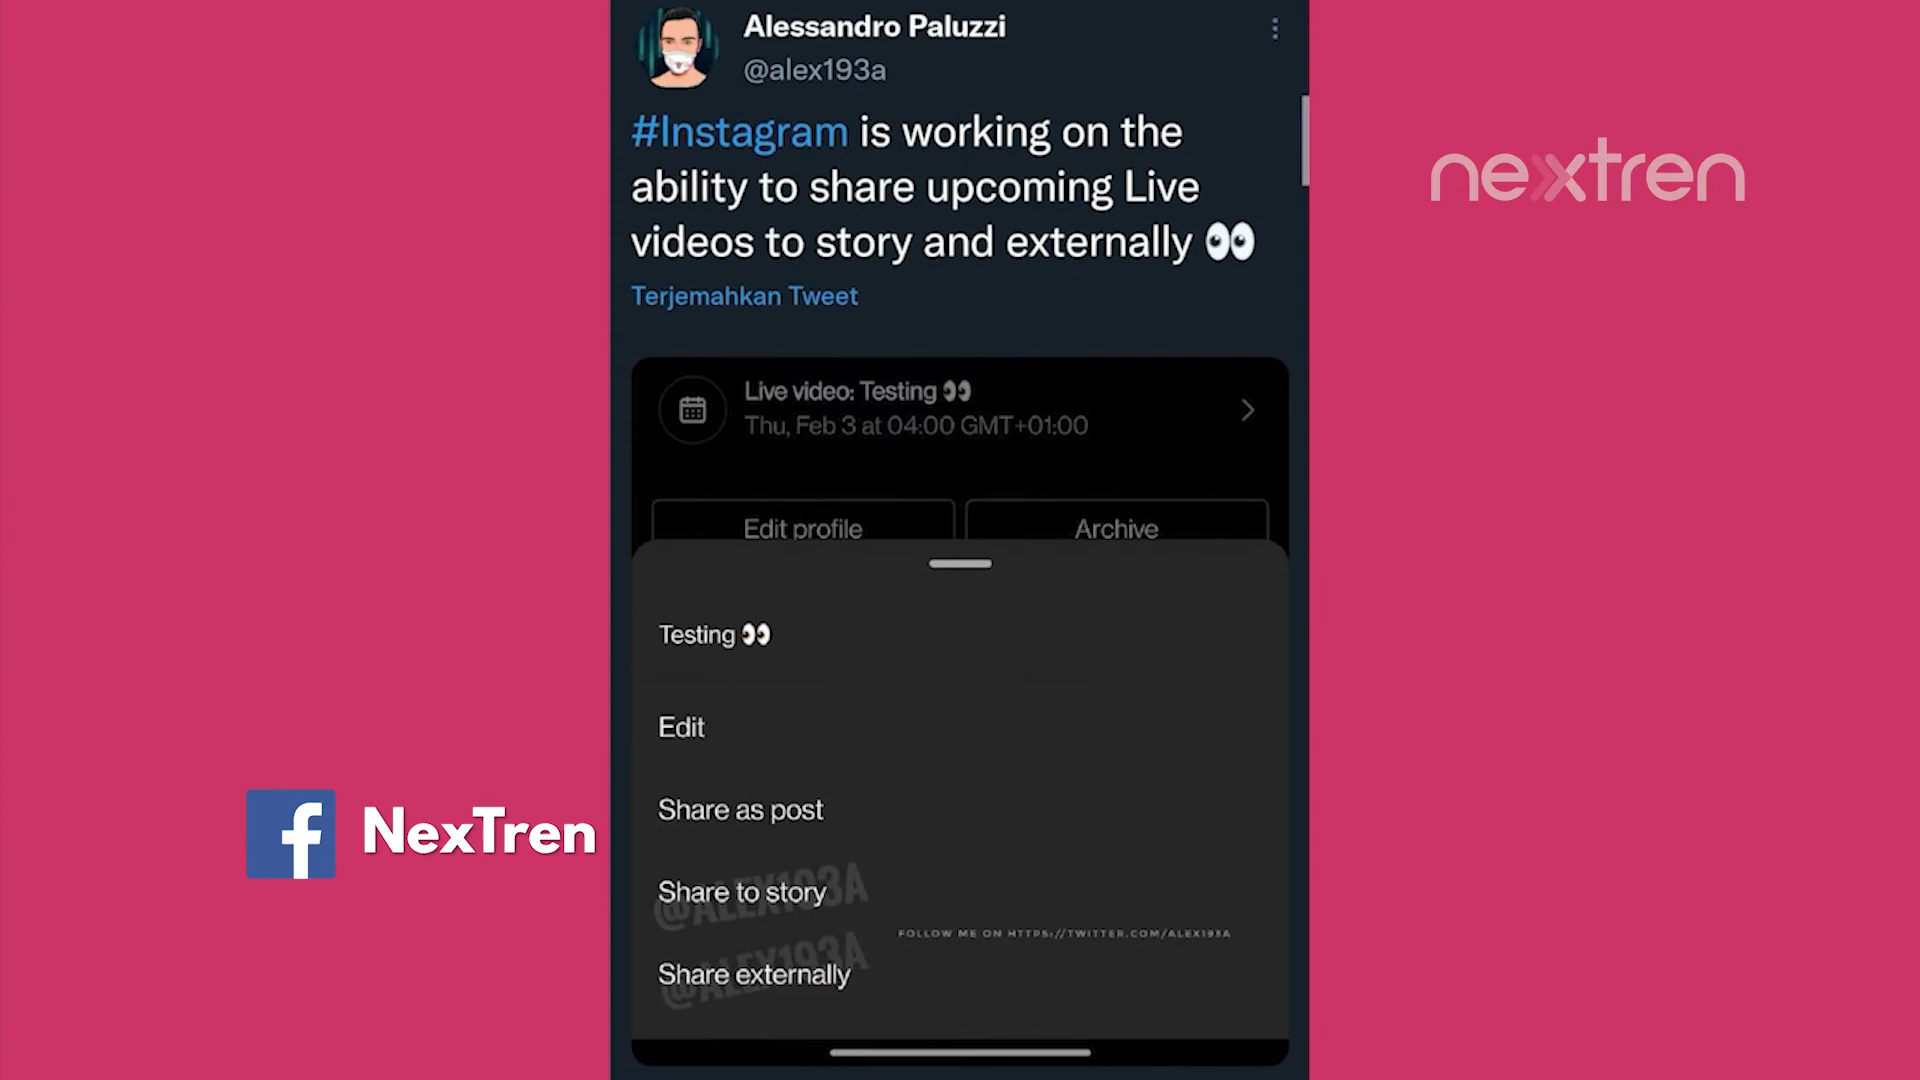 Alessandro Paluzzi
@alex193a
#Instagram is working on the
ability to share upcoming Live
videos to story and externally 👀
Terjemahkan Tweet
nextren
Live video: Testing 👀
Thu, Feb 3 at 04:00 GMT+01:00
Edit profile
Archive
Testing 👀
Edit
Share as post
Share to story
@ALEX193A
FOLLOW ME ON HTTPS://TWITTER.COM/ALEX193A
Share externally
@ALEX193A
f NexTren